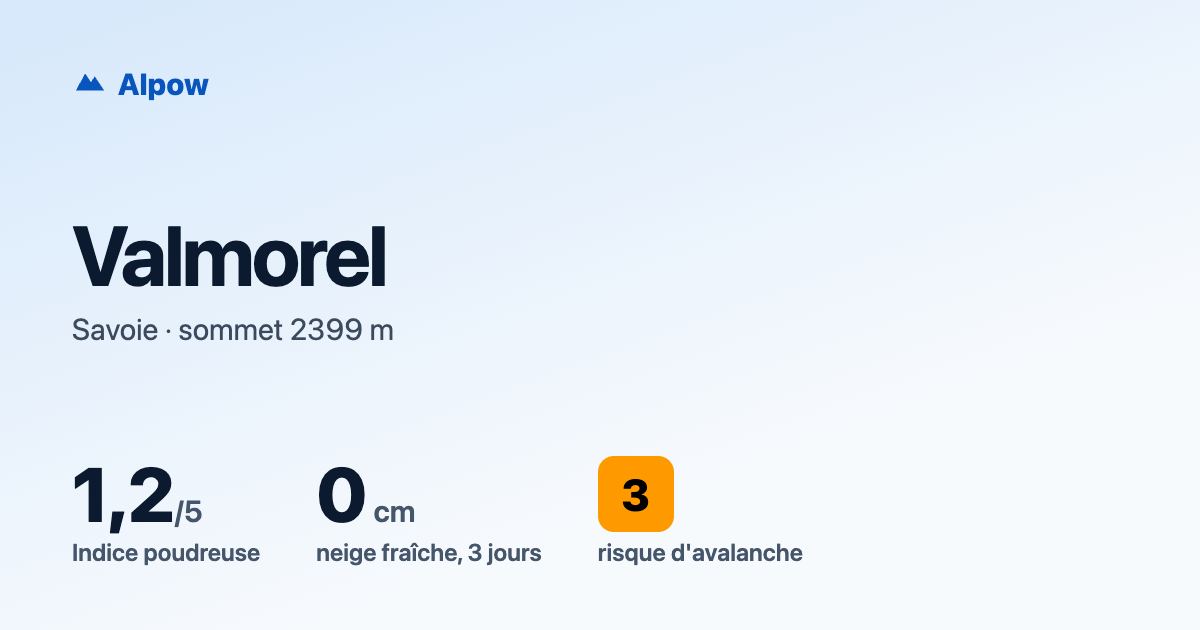 Alpow
Valmorel
Savoie · sommet 2399 m
1,2/5
Indice poudreuse
0 cm
neige fraîche, 3 jours
3
risque d'avalanche